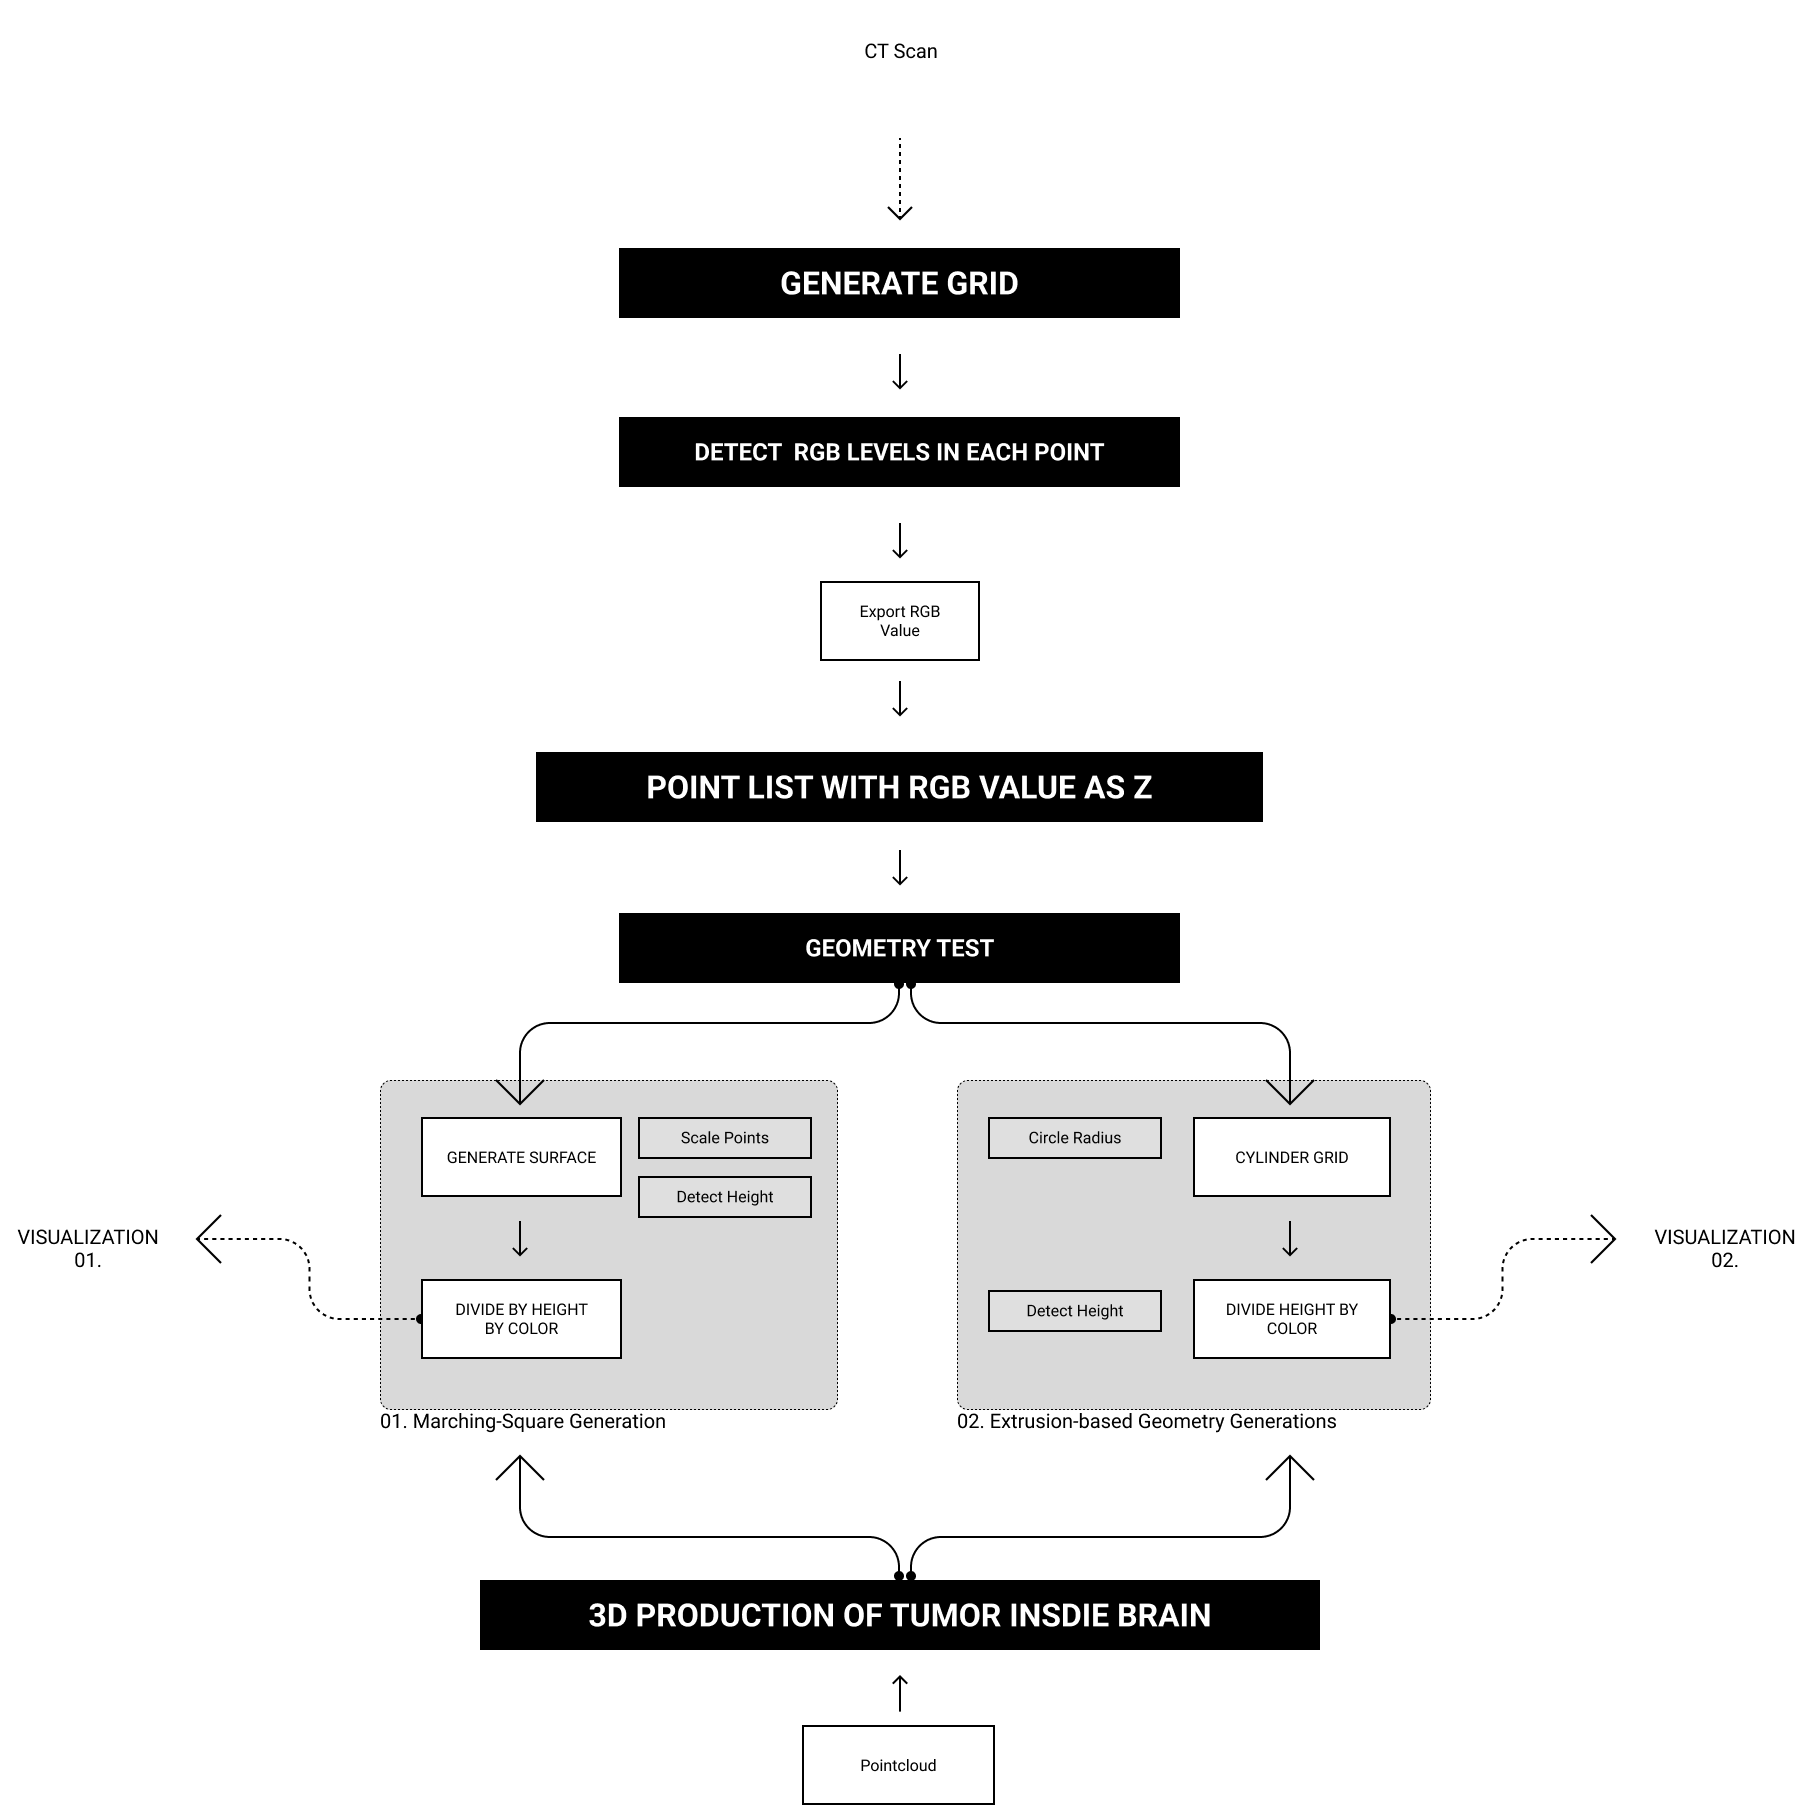 CT Scan
GENERATE GRID
DETECT  RGB LEVELS IN EACH POINT
Export RGB
Value
POINT LIST WITH RGB VALUE AS Z
GEOMETRY TEST
GENERATE SURFACE
Scale Points
Detect Height
DIVIDE BY HEIGHT
BY COLOR
VISUALIZATION
01.
01. Marching-Square Generation
Circle Radius
CYLINDER GRID
Detect Height
DIVIDE HEIGHT BY
COLOR
VISUALIZATION
02.
02. Extrusion-based Geometry Generations
3D PRODUCTION OF TUMOR INSDIE BRAIN
Pointcloud